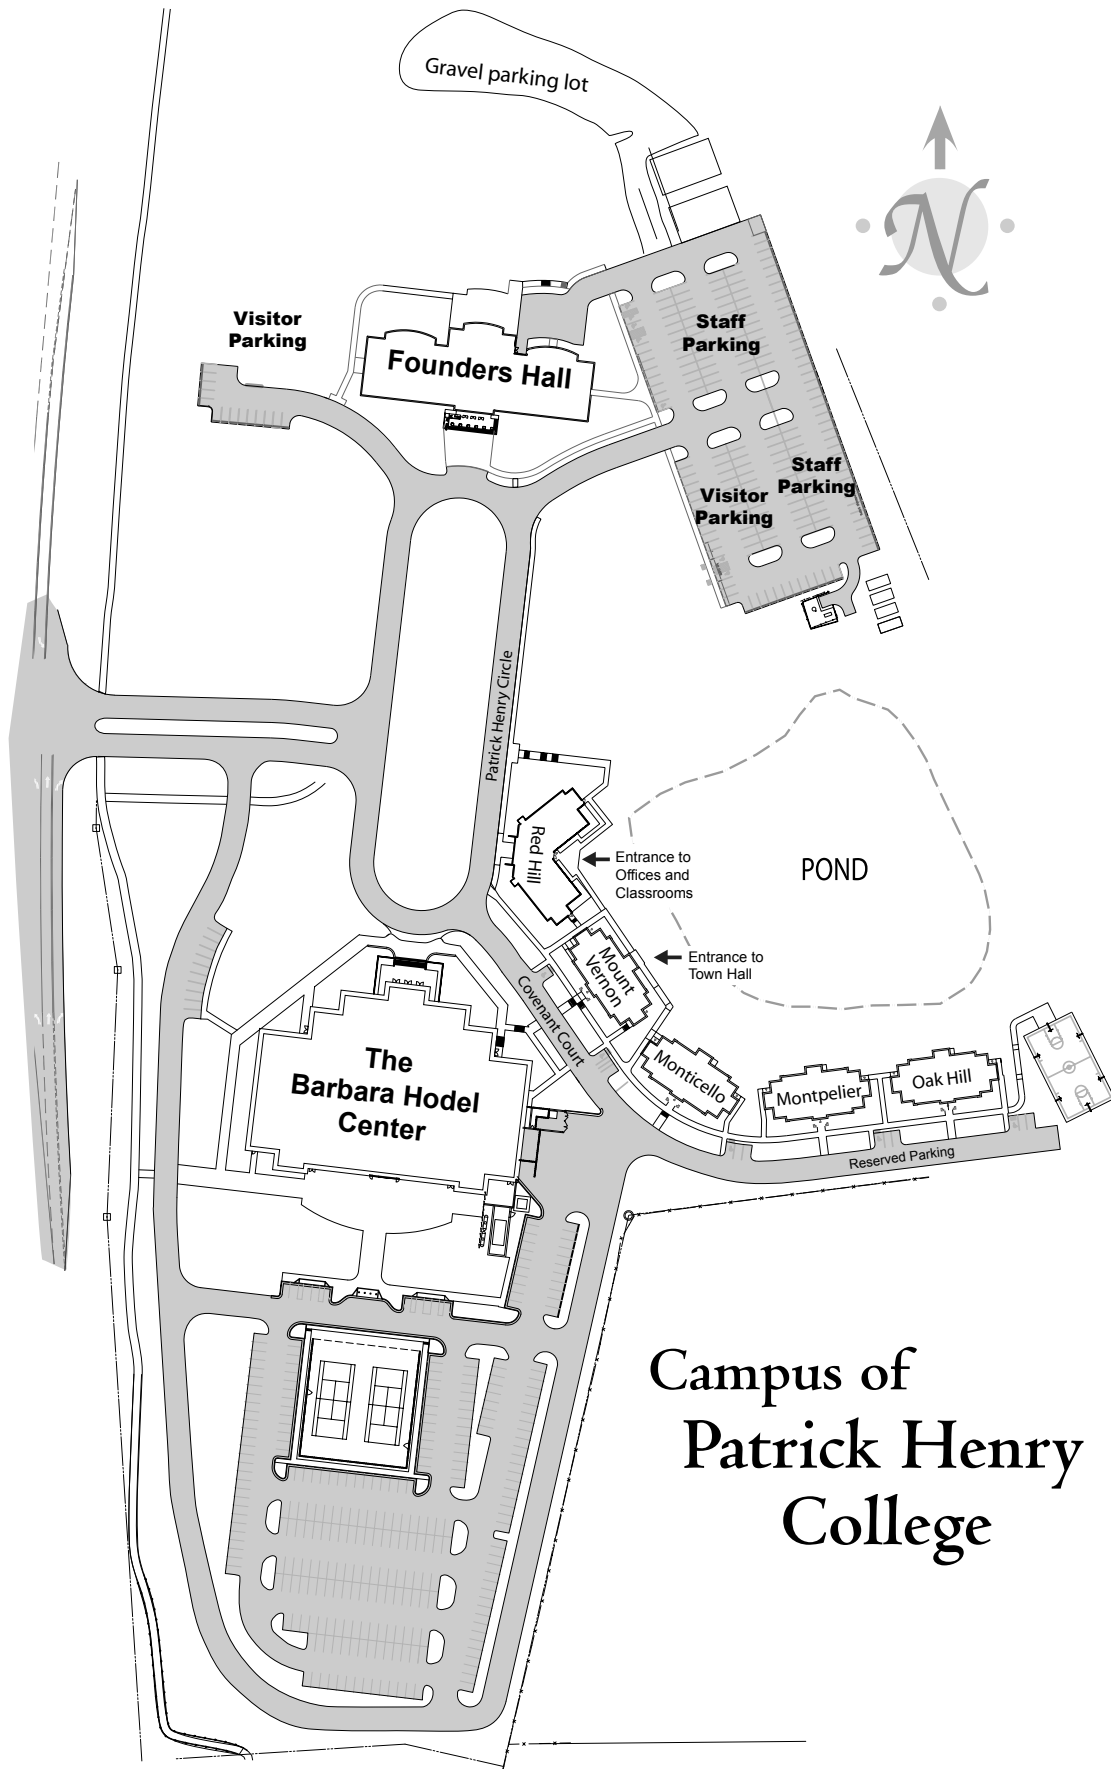 Gravel parking lot
N
Visitor
Parking
Founders Hall
Staff
Parking
Staff
Parking
Visitor
Parking
Patrick Henry Circle
Red Hill
Entrance to
Offices and
Classrooms
POND
Mount
Vernon
Entrance to
Town Hall
Covenant Court
The
Barbara Hodel
Center
Monticello
Montpelier
Oak Hill
Reserved Parking
Campus of
Patrick Henry
College